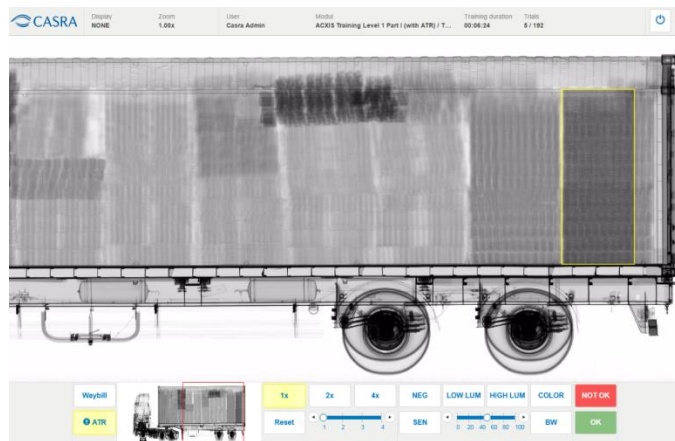 CASRA
Display
NONE
Zoom
1.00x
User
Casra Admin
Modul
ACXIS Training Level 1 Part I (with ATR) / T...
Training duration
00:06:24
Trials
5 / 192
Waybill
1x
2x
4x
NEG
LOW LUM
HIGH LUM
COLOR
NOT OK
ATR
Reset
1 2 3 4
SEN
0 20 40 60 80 100
BW
OK